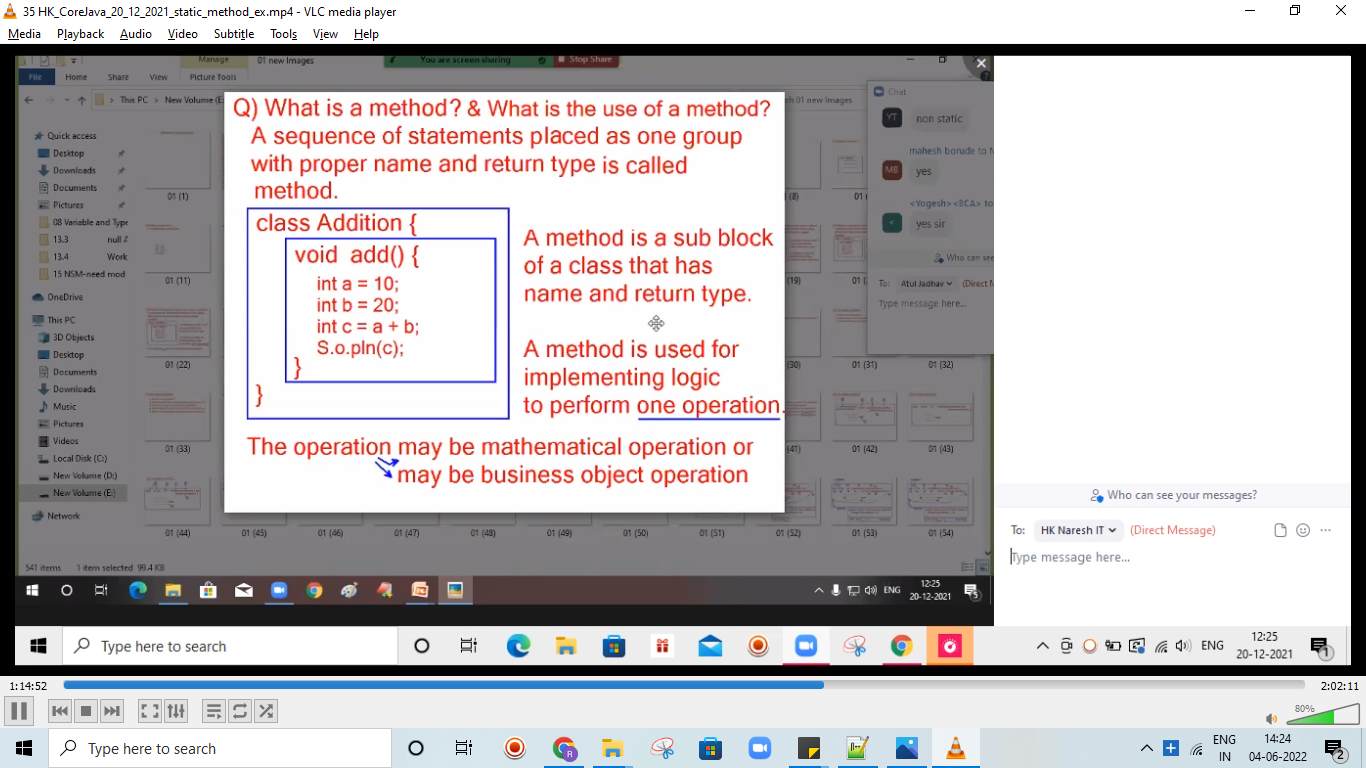 35 HK_CoreJava_20_12_2021_static_method_ex.mp4 - VLC media player
Media Playback Audio Video Subtitle Tools View Help
Manage 01 new Images You are screen sharing Stop Share
File Home Share View Picture Tools
This PC New Volume (E: ch 01 new Images
Chat
Quick access
Desktop
Downloads
Documents
Pictures
08 Variable and Type
13.3 null
13.4 Work
15 NSM-need mod
OneDrive
This PC
3D Objects
Desktop
Documents
Downloads
Music
Pictures
Videos
Local Disk (C:)
New Volume (D:)
New Volume (E:)
Network
01 (1)
01 (11)
01 (22)
01 (33)
Q) What is a method? & What is the use of a method?
A sequence of statements placed as one group
with proper name and return type is called
method.
class Addition {
void add() {
int a = 10;
int b = 20;
int c = a + b;
S.o.pln(c);
}
}
A method is a sub block
of a class that has
name and return type.
A method is used for
implementing logic
to perform one operation.
The operation may be mathematical operation or
may be business object operation
(8)
(19)
(30) 01 (31) 01 (32)
(41) 01 (42) 01 (43)
01 (44) 01 (45) 01 (46) 01 (47) 01 (48) 01 (49) 01 (50) 01 (51) 01 (52) 01 (53) 01 (54)
YT non static
mahesh borade to
MB yes
<Yogesh> <BCA> to
< yes sir
Who can see
To: Atul Jadhav (Direct
Type message here...
541 items 1 item selected 99.4 KB
ENG 12:25
20-12-2021 5
Who can see your messages?
To: HK Naresh IT (Direct Message)
Type message here...
Type here to search ENG 12:25
20-12-2021 1
1:14:52 2:02:11
80%
Type here to search R ENG
IN 14:24
04-06-2022 2